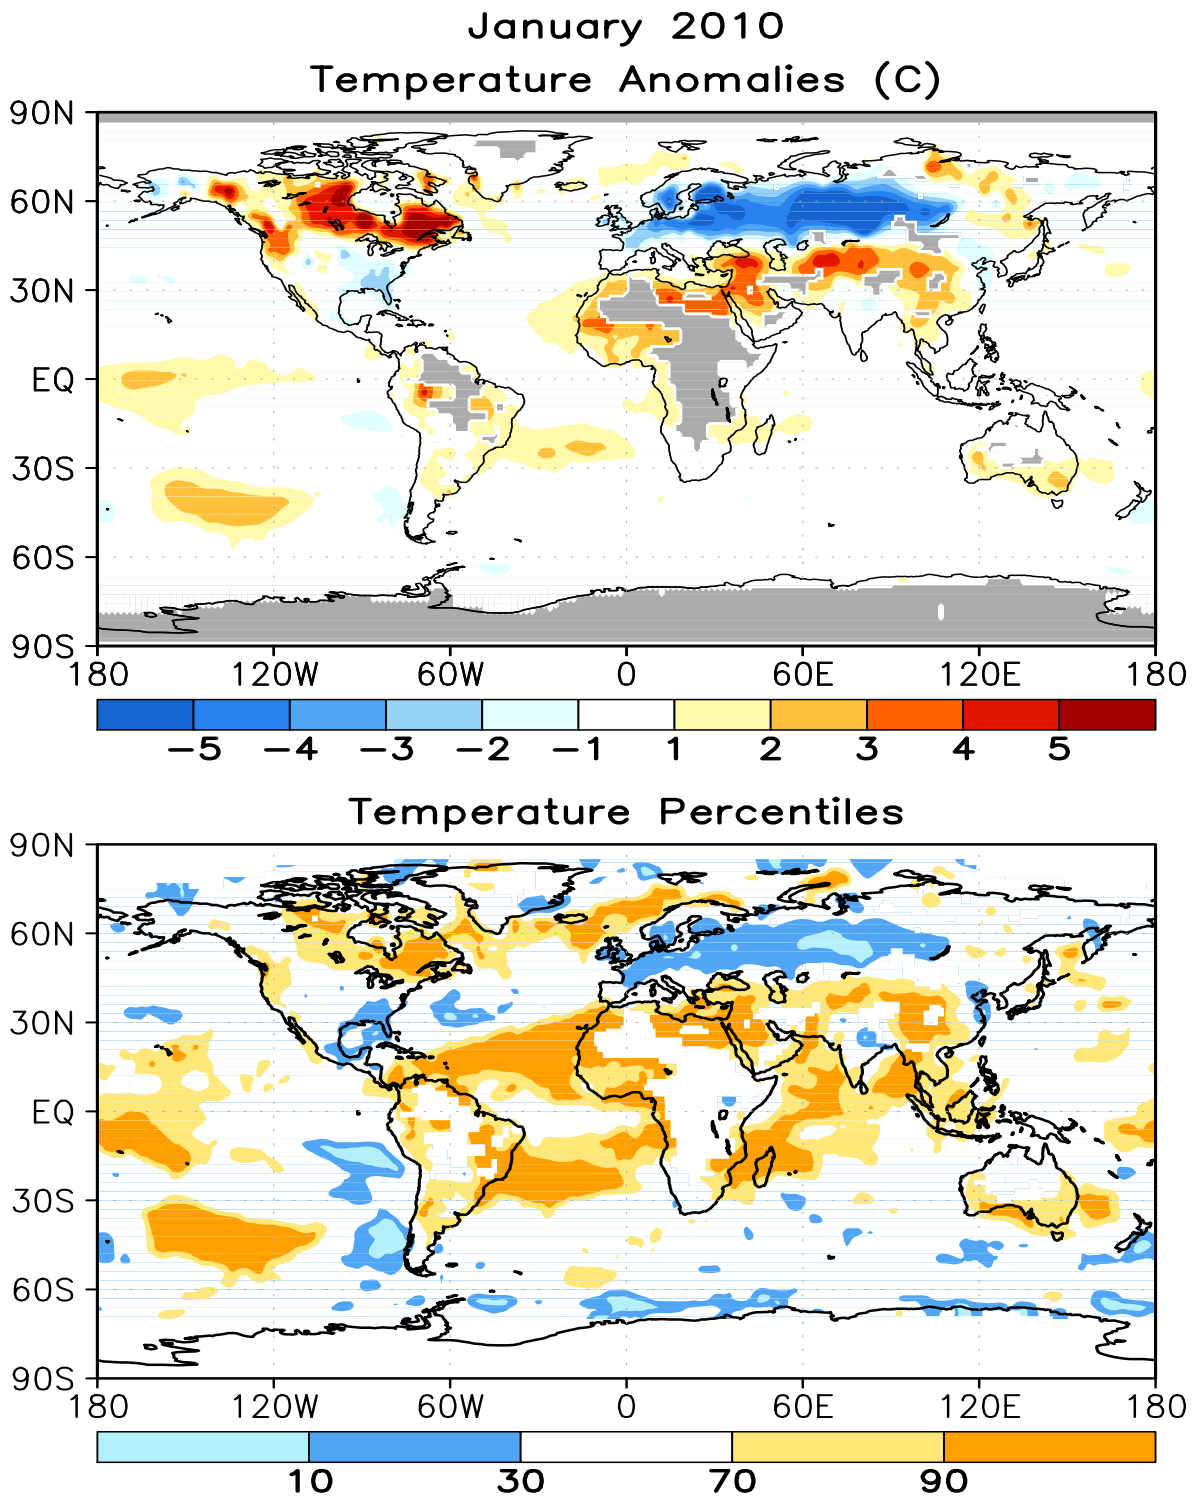 January 2010
Temperature Anomalies (C)
90N
60N
30N
EQ
30S
60S
90S
180 120W 60W 0 60E 120E 180
−5 −4 −3 −2 −1 1 2 3 4 5
Temperature Percentiles
90N
60N
30N
EQ
30S
60S
90S
180 120W 60W 0 60E 120E 180
10 30 70 90